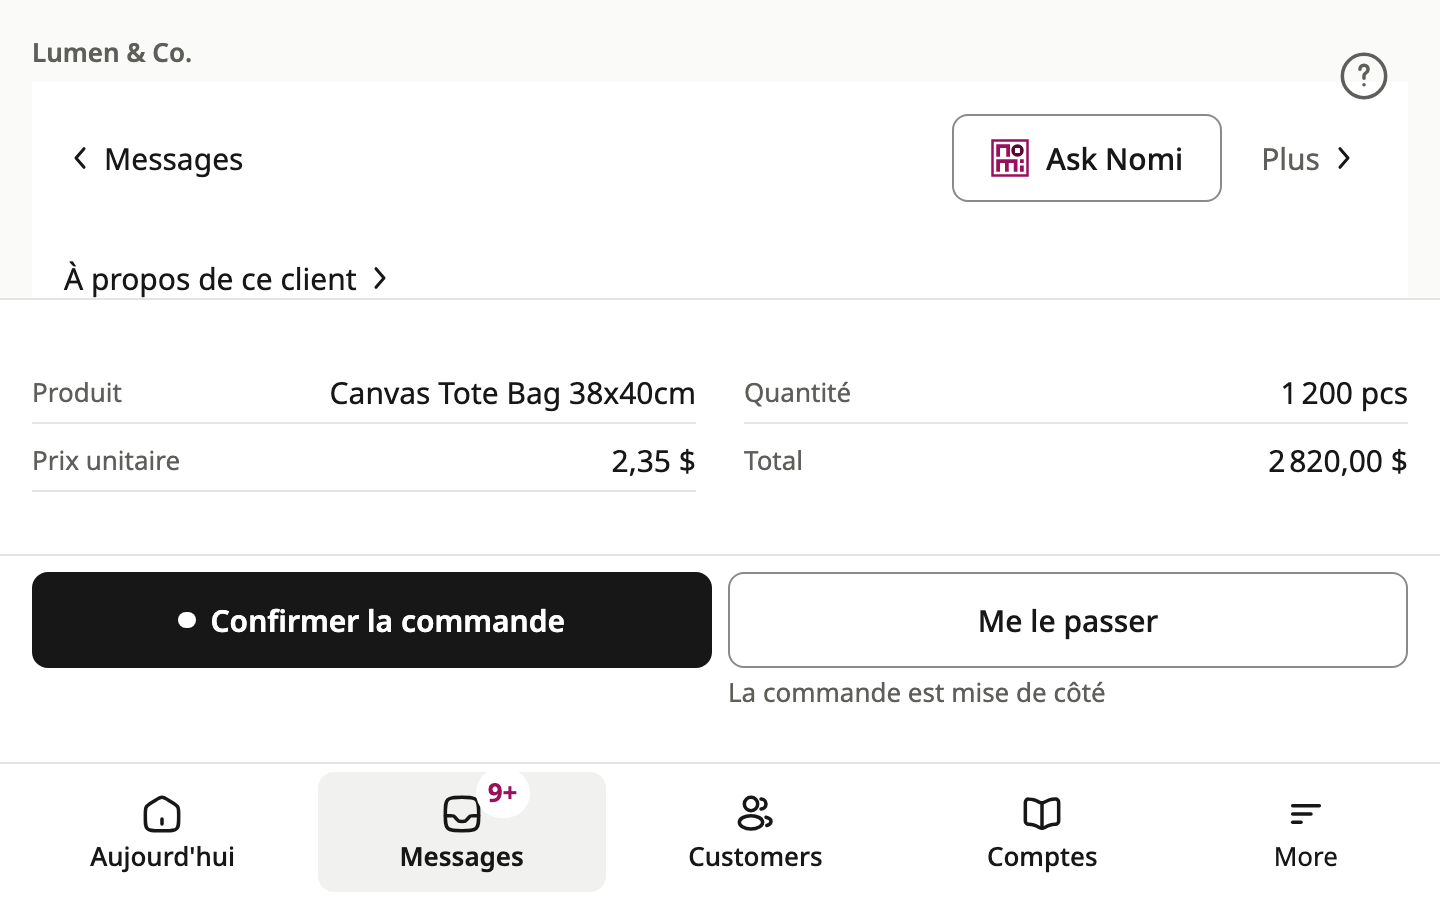 Lumen & Co.
?
Messages
nomi Ask Nomi
Plus
À propos de ce client
Produit Canvas Tote Bag 38x40cm
Quantité 1 200 pcs
Prix unitaire 2,35 $
Total 2 820,00 $
Confirmer la commande
Me le passer
La commande est mise de côté
9+
Aujourd'hui
Messages
Customers
Comptes
More